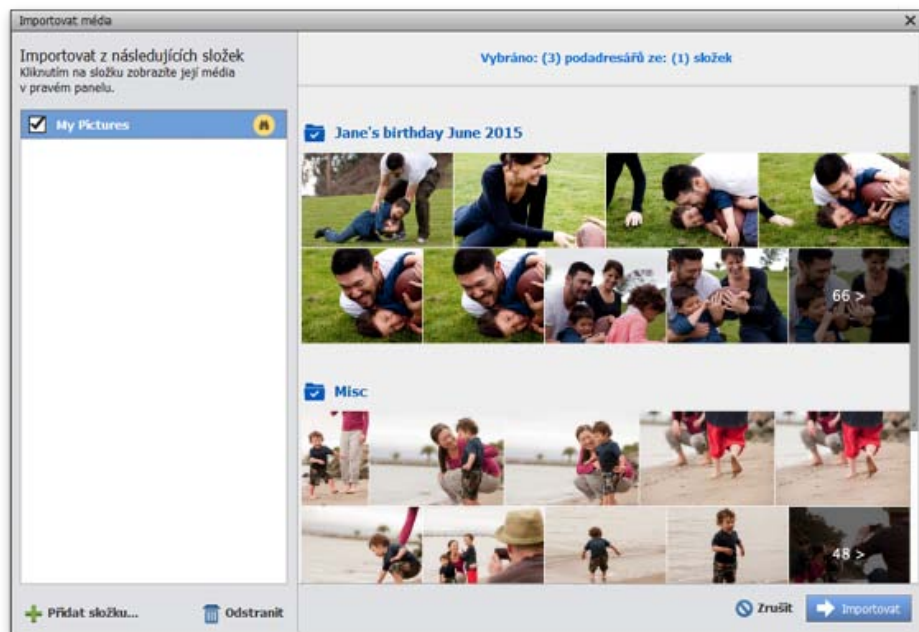 Importovat média
Importovat z následujících složek
Kliknutím na složku zobrazíte její média
v pravém panelu.
My Pictures
Přidat složku...
Odstranit
Vybráno: (3) podadresářů ze: (1) složek
Jane's birthday June 2015
66 >
Misc
48 >
Zrušit
Importovat